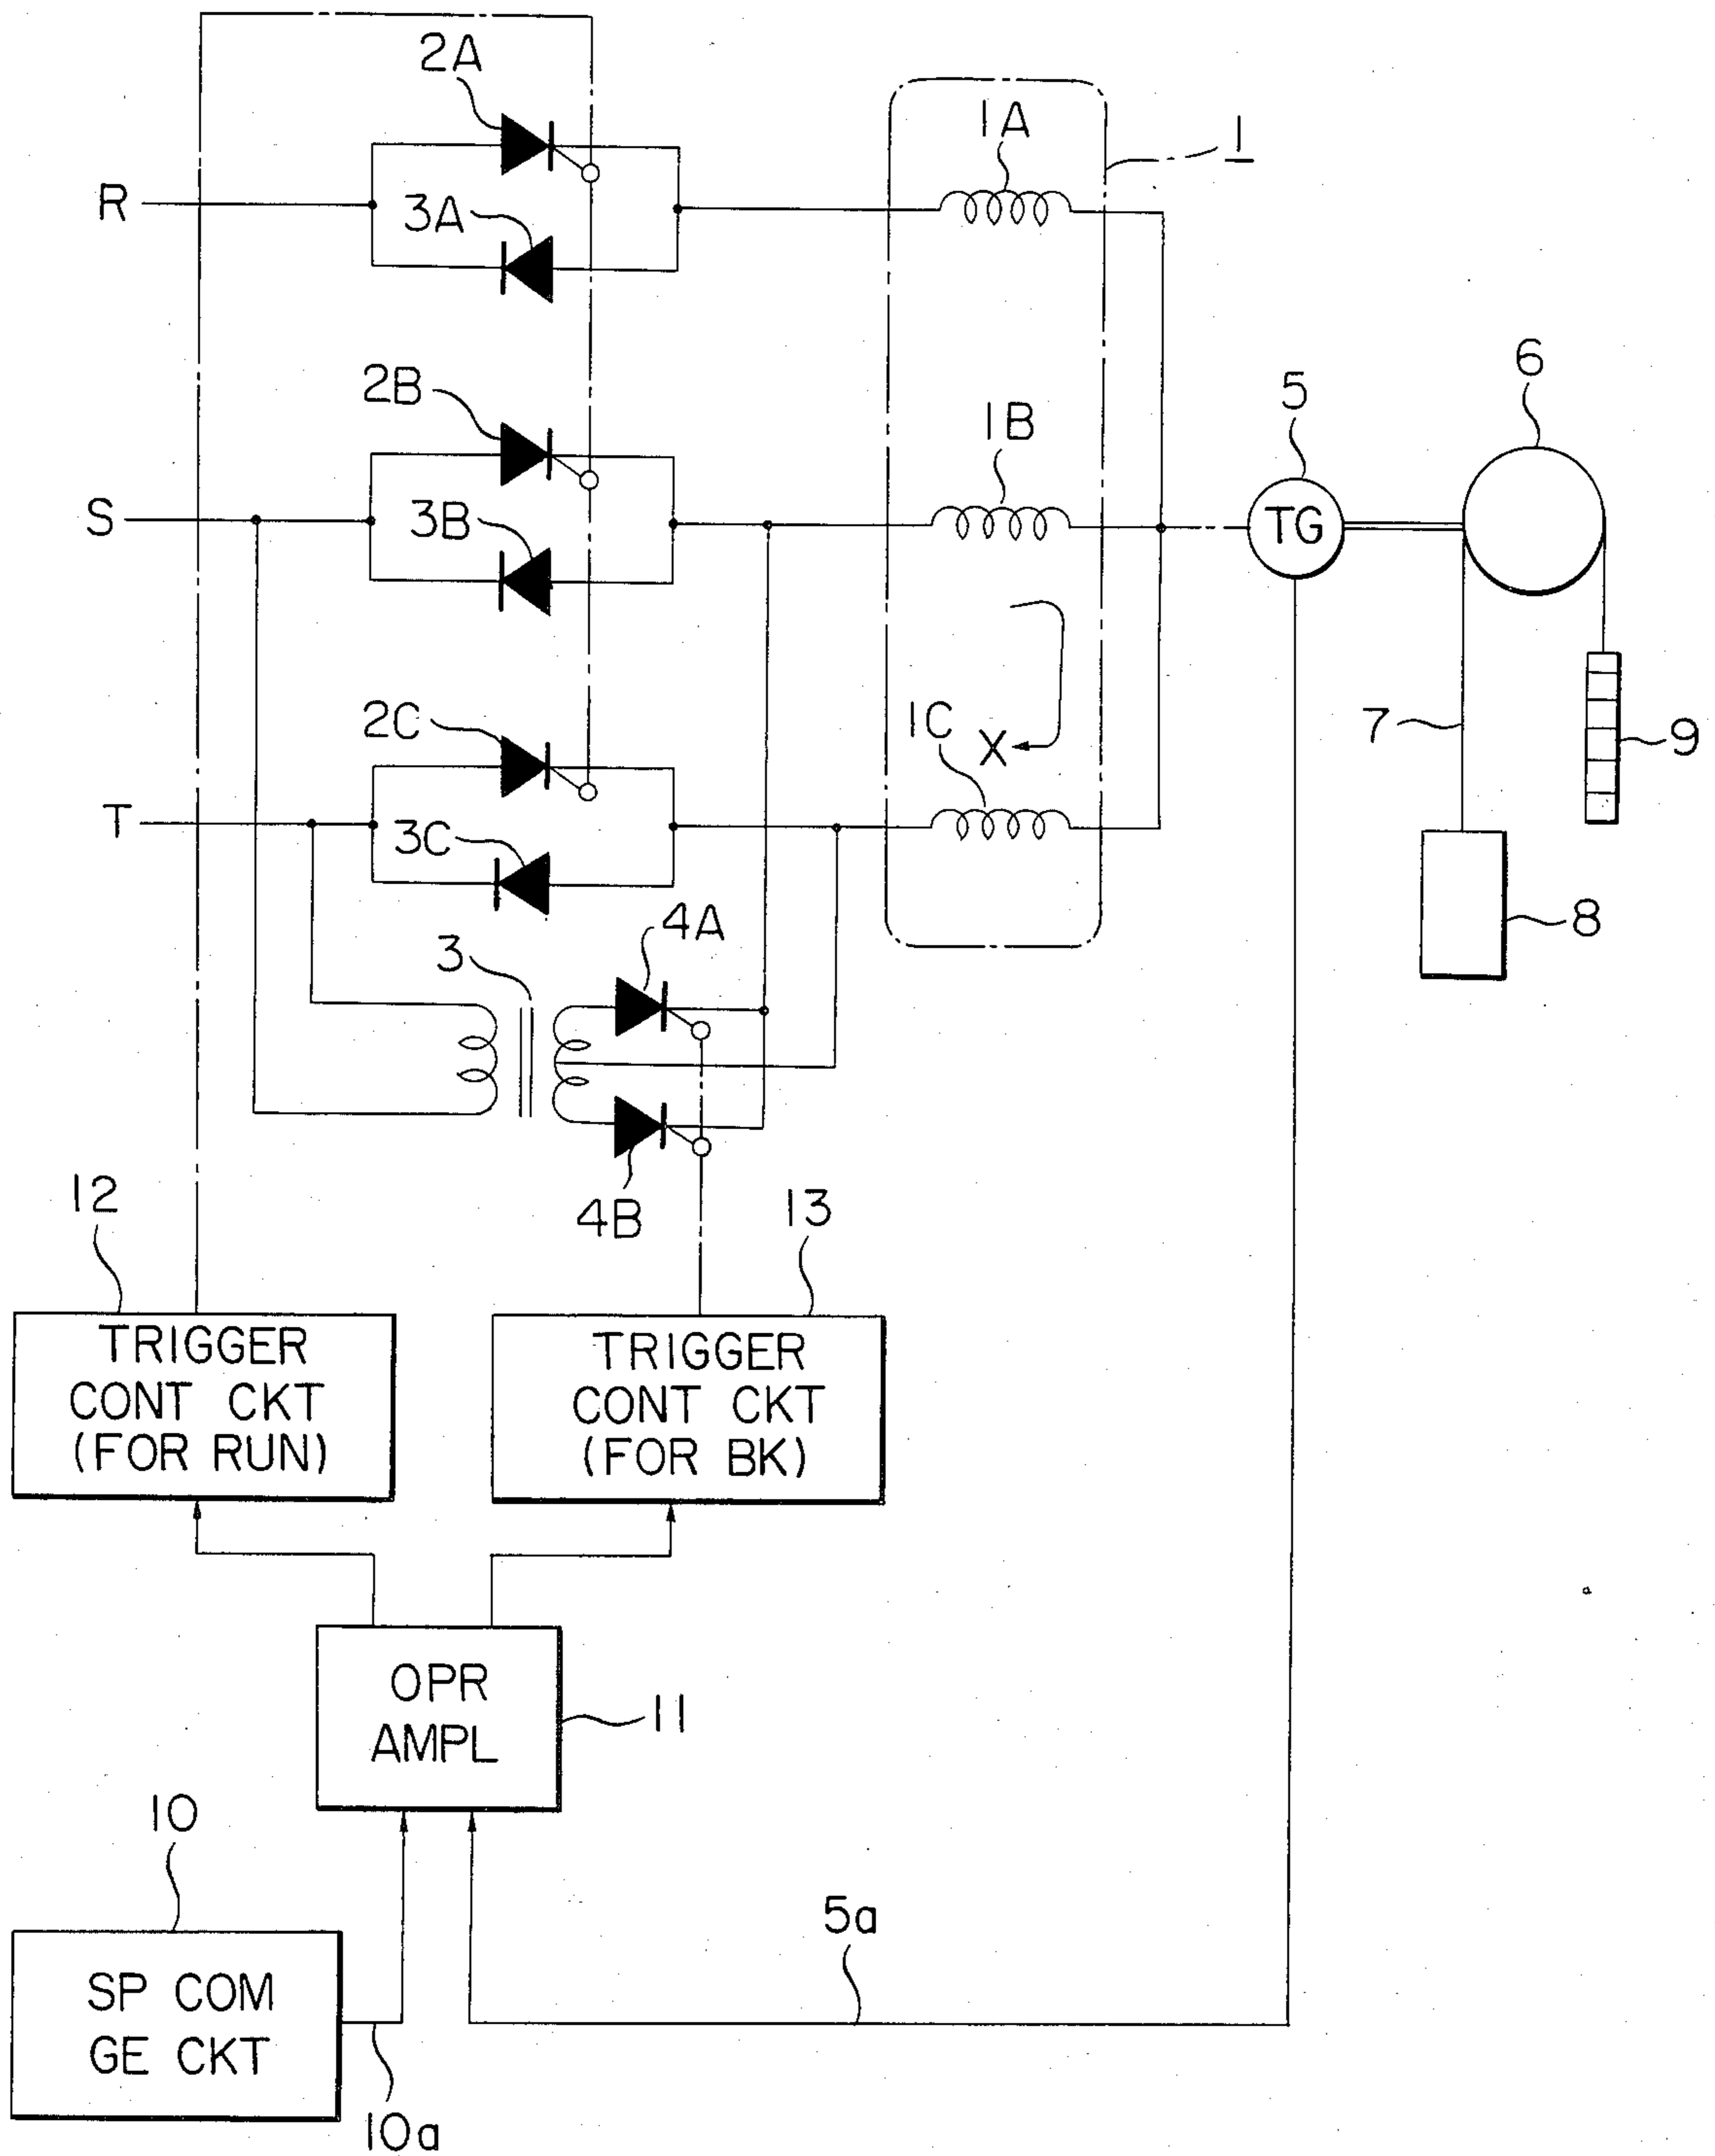 2A
1A
1
R
3A
2B
1B
5
6
S
3B
TG
2C
1C
X
7
9
T
3C
4A
8
3
4B
12
13
TRIGGER
CONT CKT
(FOR RUN)
TRIGGER
CONT CKT
(FOR BK)
OPR
AMPL
11
10
5a
SP COM
GE CKT
10a